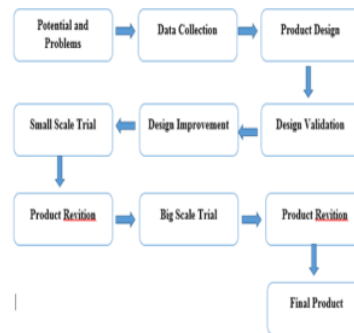 Potential and
Problems
Data Collection
Product Design
Design Validation
Design Improvement
Small Scale Trial
Product Revition
Big Scale Trial
Product Revition
Final Product